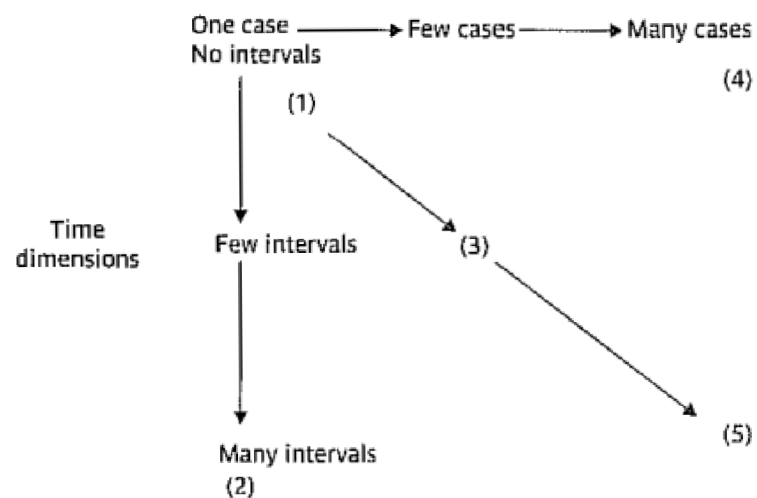 One case
No intervals
Few cases
Many cases
(4)
(1)
Time
dimensions
Few intervals
(3)
(5)
Many intervals
(2)